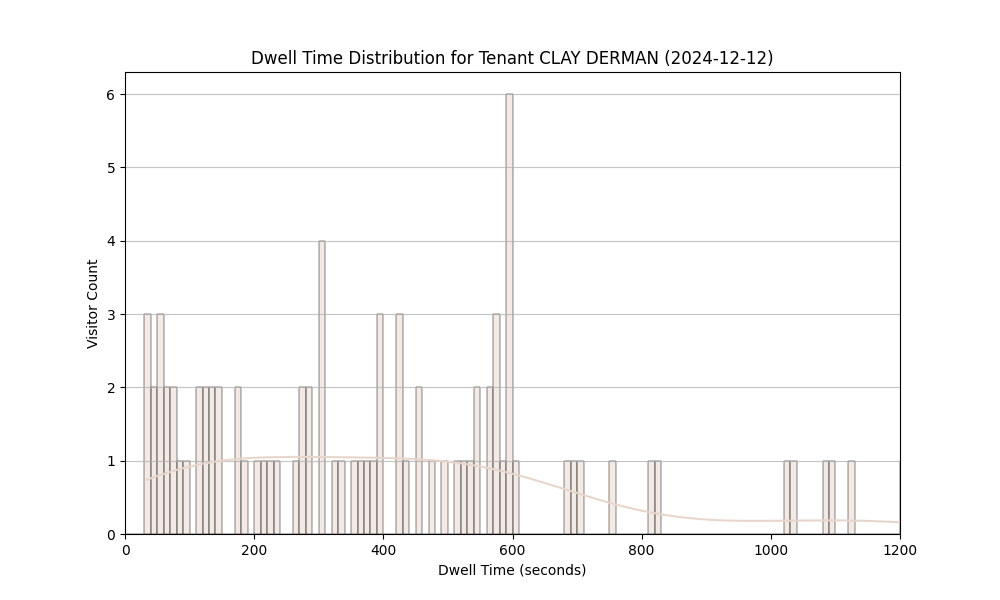 Dwell Time Distribution for Tenant CLAY DERMAN (2024-12-12)
6
5
4
3
2
1
0
Visitor Count
0 200 400 600 800 1000 1200
Dwell Time (seconds)